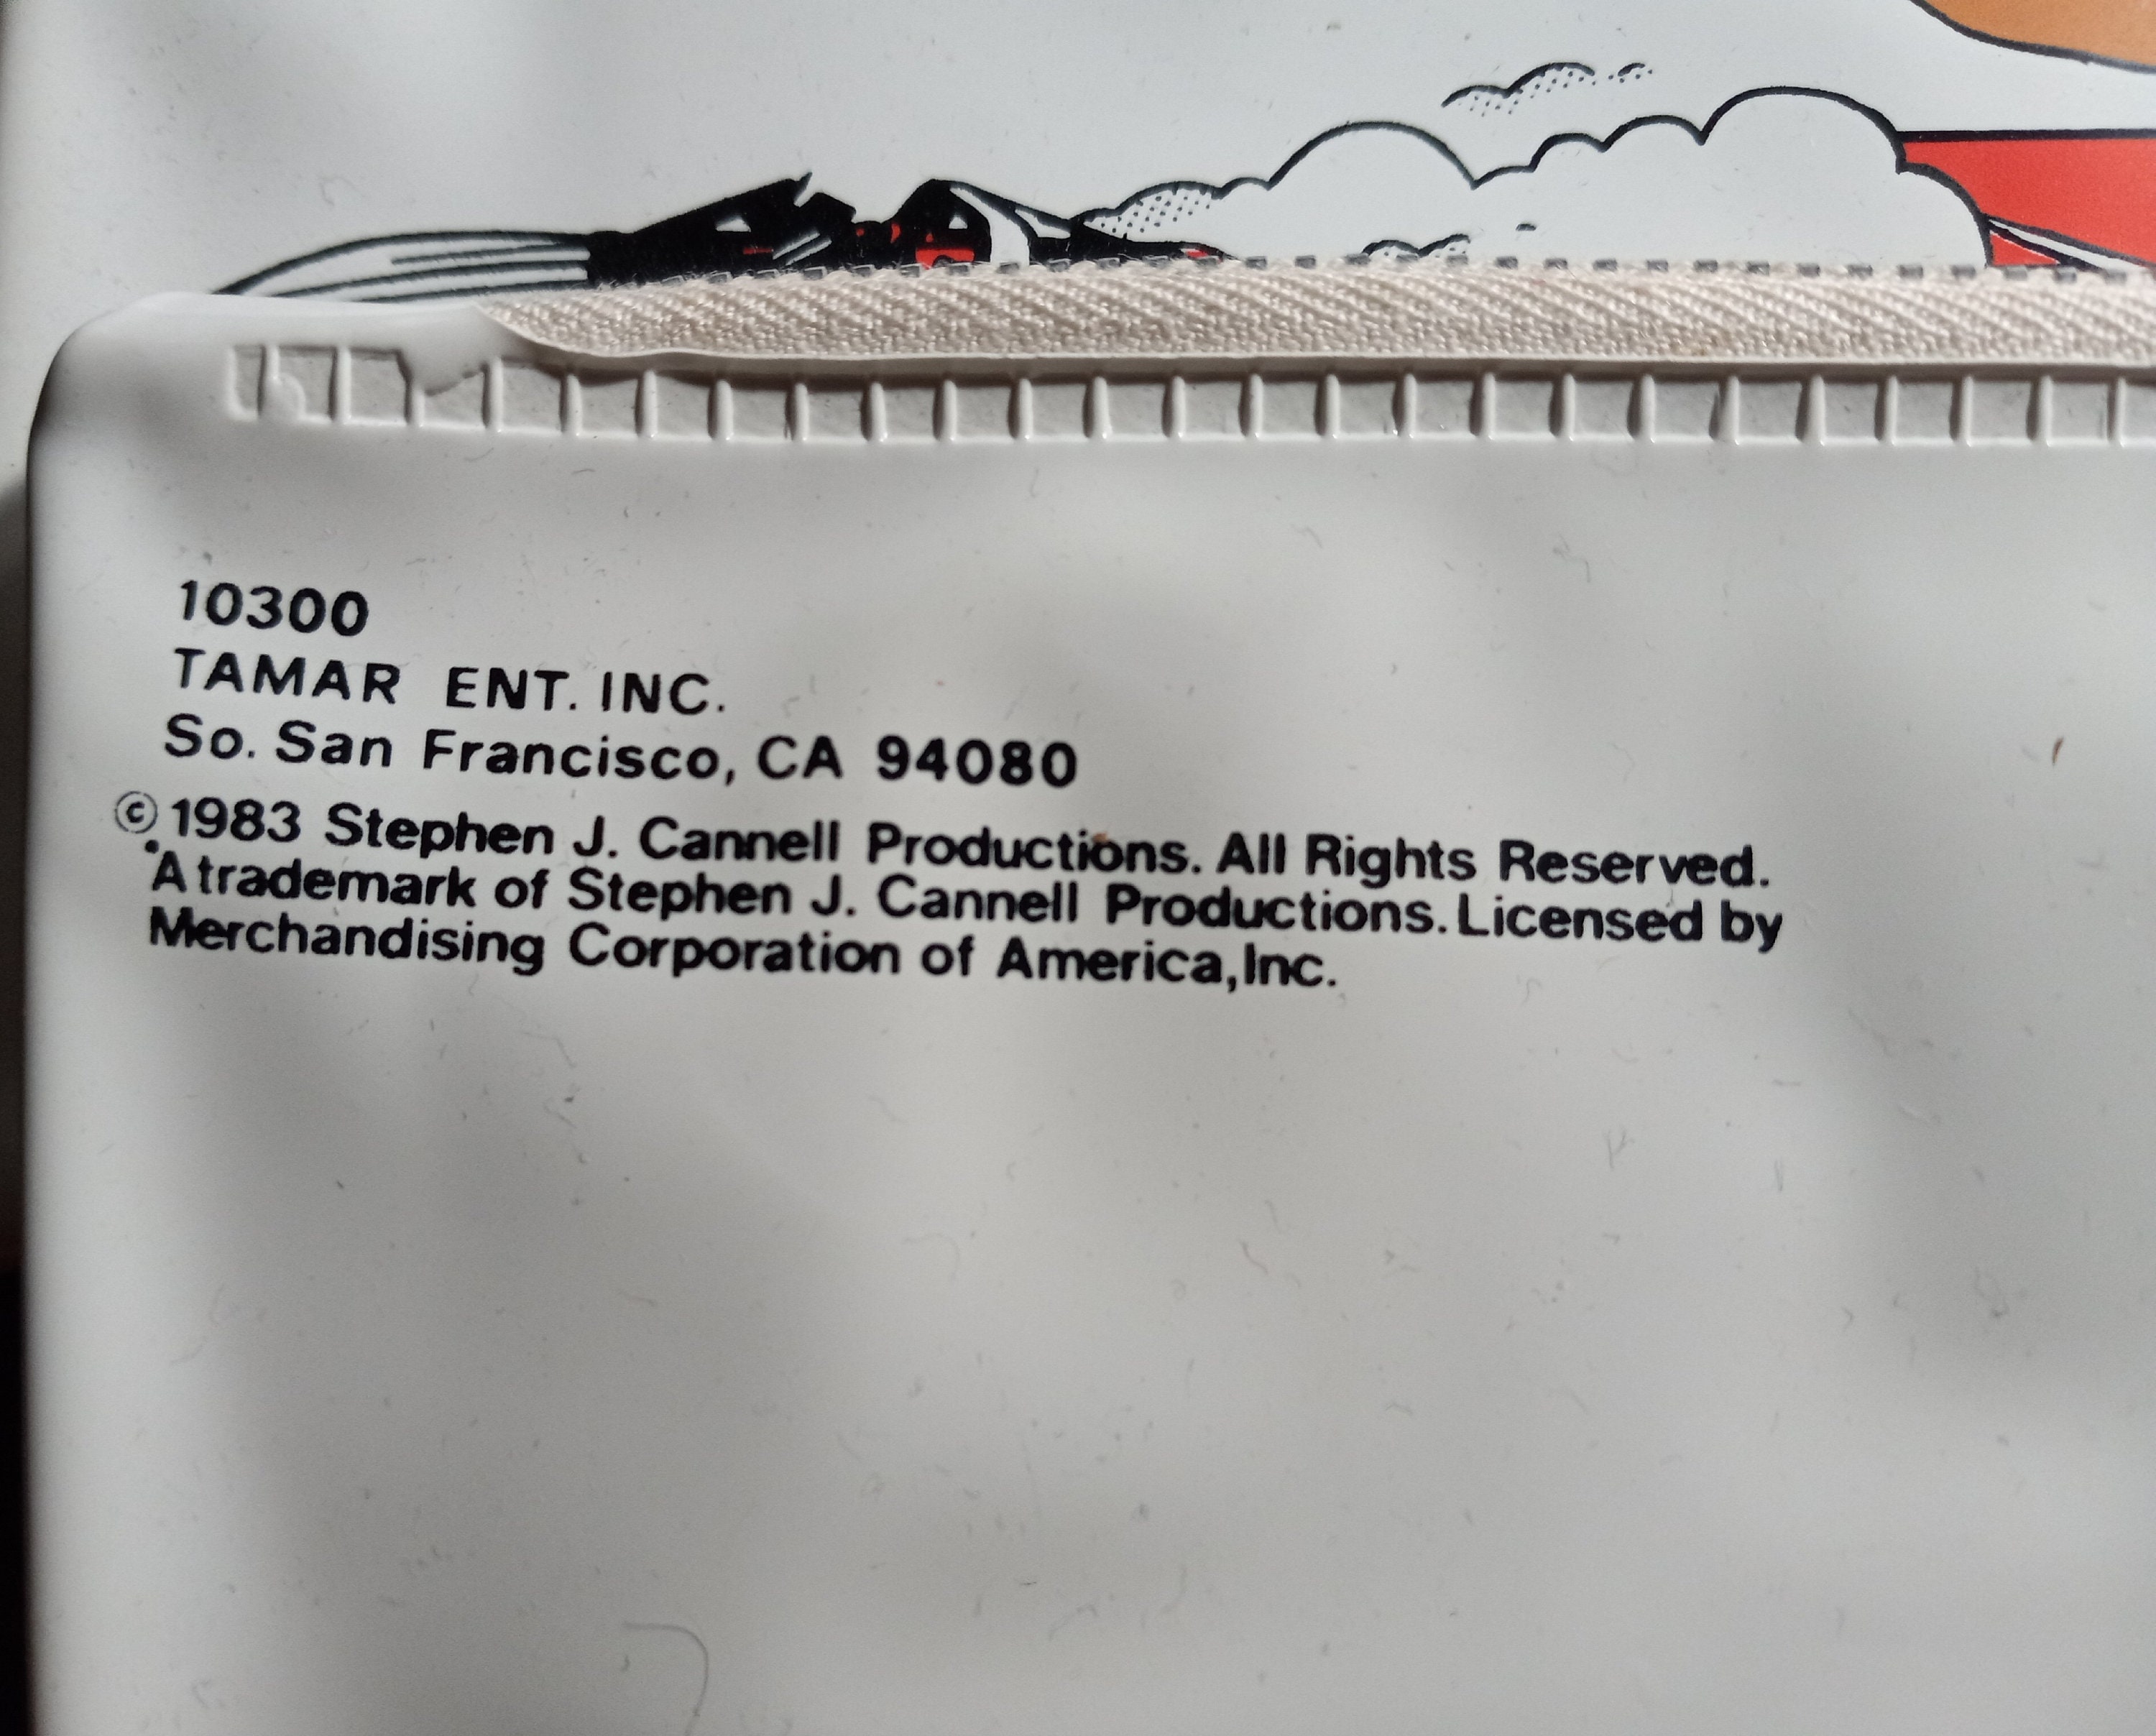 10300
TAMAR ENT. INC.
So. San Francisco, CA 94080
©1983 Stephen J. Cannell Productions. All Rights Reserved.
•A trademark of Stephen J. Cannell Productions. Licensed by
Merchandising Corporation of America, Inc.